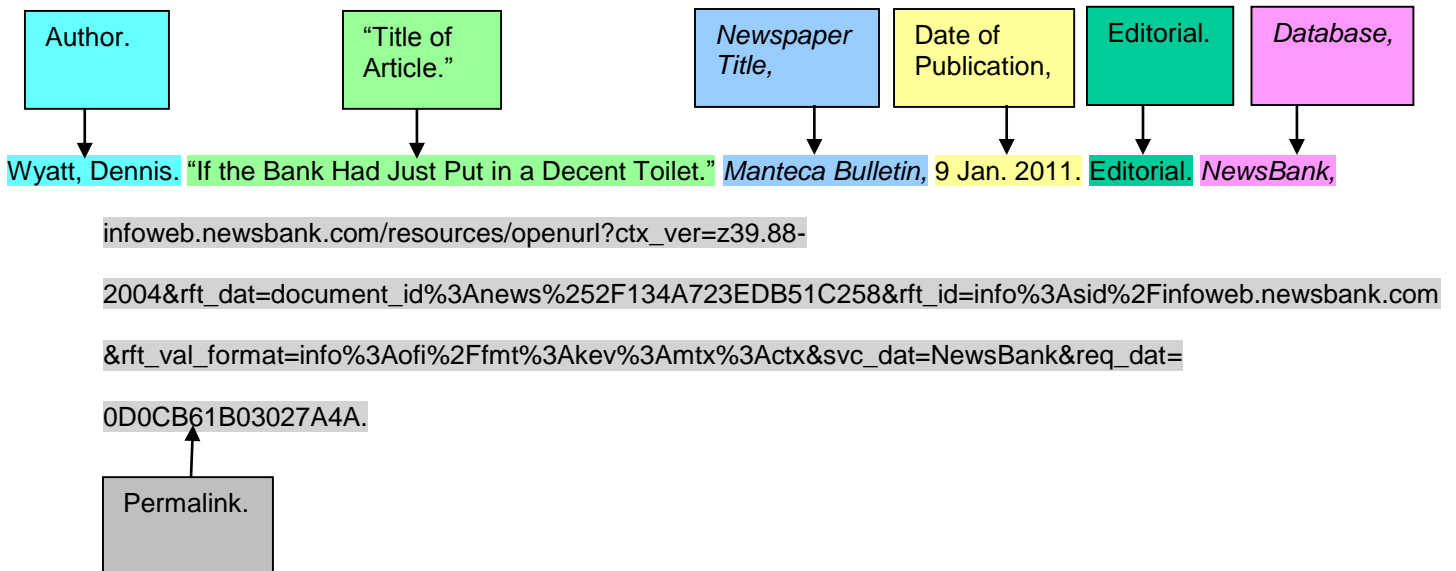 Author.
“Title of
Article.”
Newspaper
Title,
Date of
Publication,
Editorial.
Database,
Wyatt, Dennis. “If the Bank Had Just Put in a Decent Toilet.” Manteca Bulletin, 9 Jan. 2011. Editorial. NewsBank,
infoweb.newsbank.com/resources/openurl?ctx_ver=z39.88-
2004&rft_dat=document_id%3Anews%252F134A723EDB51C258&rft_id=info%3Asid%2Finfoweb.newsbank.com
&rft_val_format=info%3Aofi%2Ffmt%3Akev%3Amtx%3Actx&svc_dat=NewsBank&req_dat=
0D0CB61B03027A4A.
Permalink.